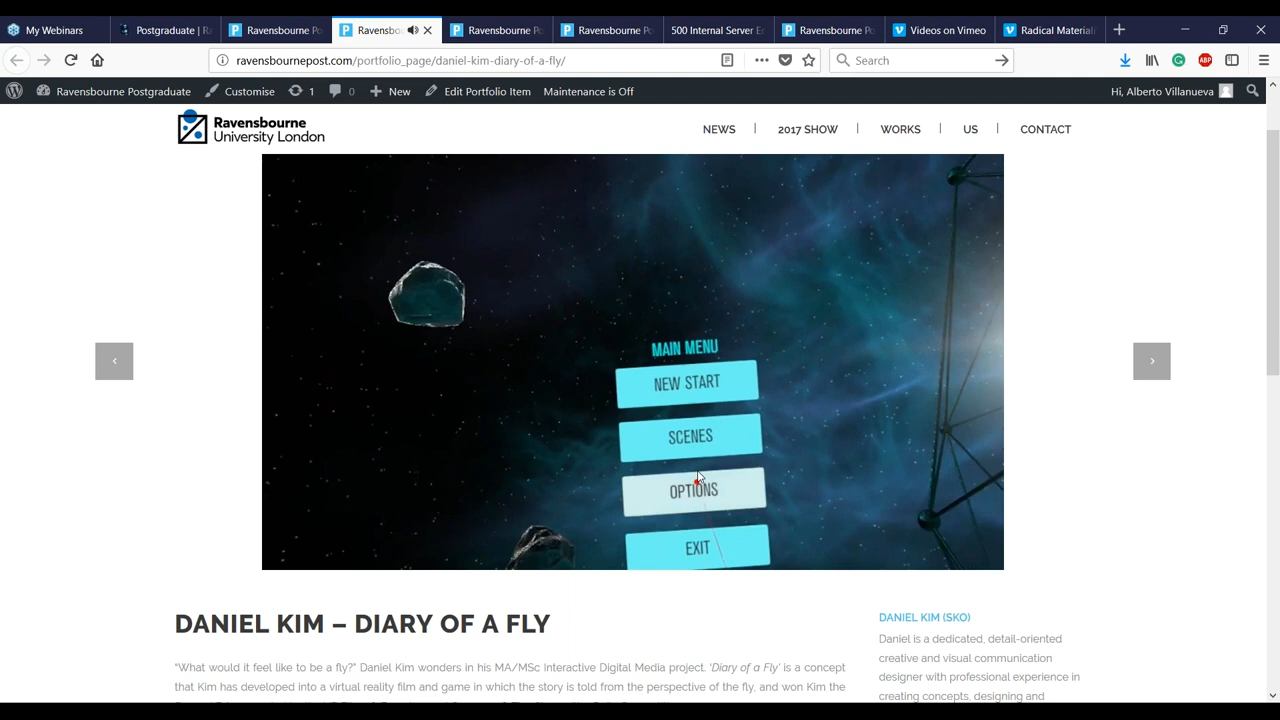 My Webinars
Postgraduate | R
Ravensbourne Po
Ravensbou
Ravensbourne Po
Ravensbourne Po
500 Internal Server E
Ravensbourne Po
Videos on Vimeo
Radical Material
ravensbournepost.com/portfolio_page/daniel-kim-diary-of-a-fly/
Search
Ravensbourne Postgraduate
Customise
1
0
New
Edit Portfolio Item
Maintenance is Off
Hi, Alberto Villanueva
Ravensbourne
University London
NEWS
2017 SHOW
WORKS
US
CONTACT
MAIN MENU
NEW START
SCENES
OPTIONS
EXIT
DANIEL KIM – DIARY OF A FLY
“What would it feel like to be a fly?” Daniel Kim wonders in his MA/MSc Interactive Digital Media project. ‘Diary of a Fly’ is a concept
that Kim has developed into a virtual reality film and game in which the story is told from the perspective of the fly, and won Kim the
DANIEL KIM (SKO)
Daniel is a dedicated, detail-oriented
creative and visual communication
designer with professional experience in
creating concepts, designing and